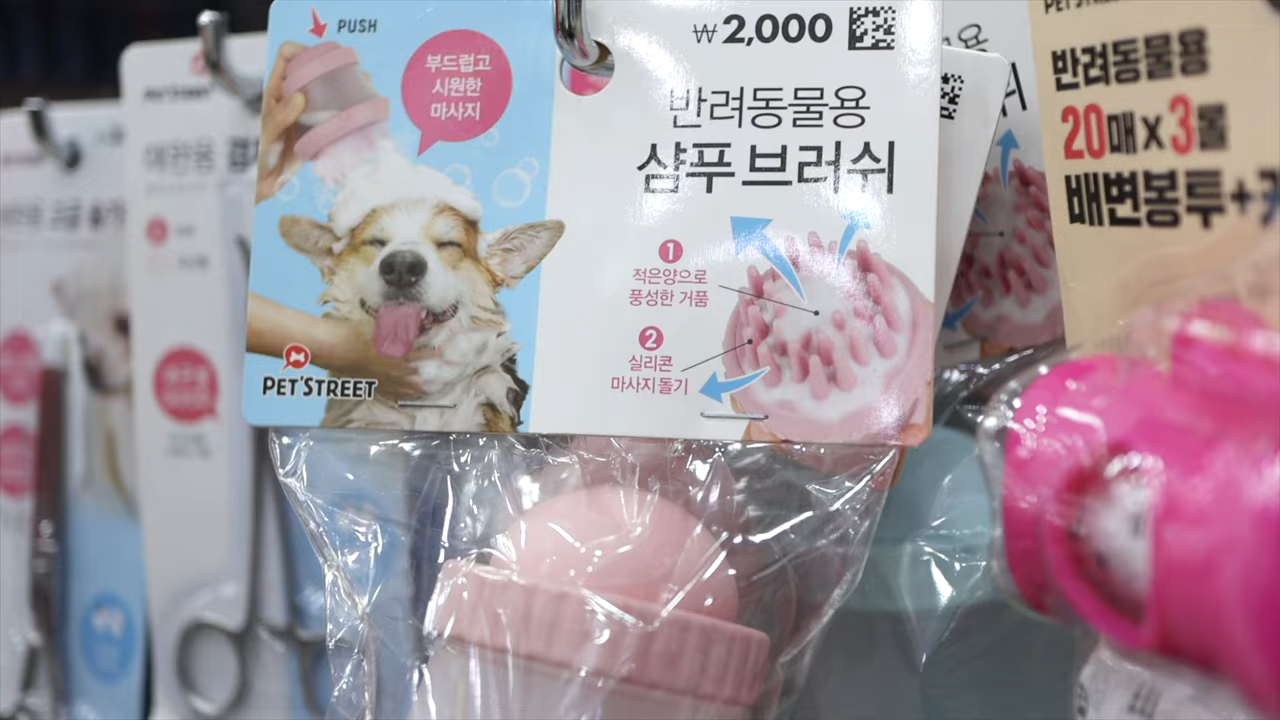 PUSH
부드럽고
시원한
마사지
PET'STREET
₩2,000
반려동물용
샴푸 브러쉬
1
적은양으로
풍성한 거품
2
실리콘
마사지 돌기
반려동물용
20매 x 3롤
배변봉투+